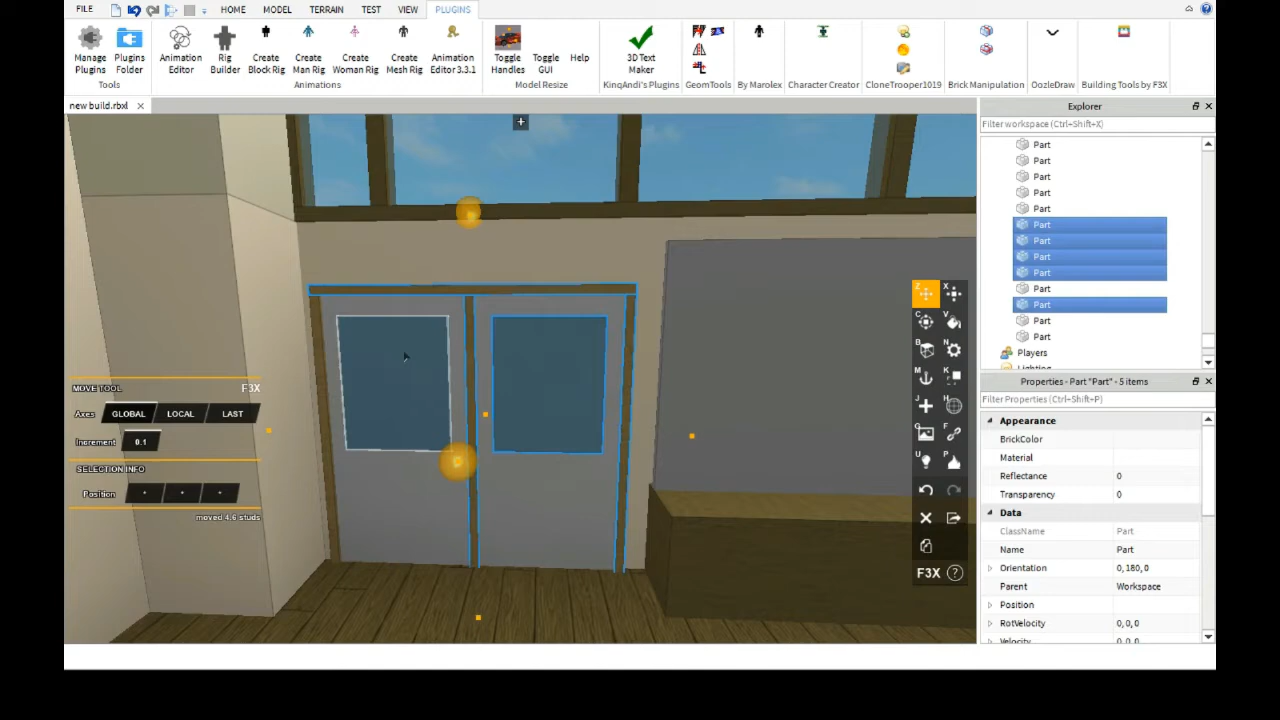 FILE HOME MODEL TERRAIN TEST VIEW PLUGINS
Manage Plugins Plugins Folder Animation Editor Rig Builder Create Block Rig Create Man Rig Create Woman Rig Create Mesh Rig Animation Editor 3.3.1 Toggle Handles Toggle GUI Help 3D Text Maker
Tools Animations Model Resize KinqAndi's Plugins GeomTools By Marolex Character Creator CloneTrooper1019 Brick Manipulation OozleDraw Building Tools by F3X
new build.rbxl
Explorer
Filter workspace (Ctrl+Shift+X)
Part
Part
Part
Part
Part
Part
Part
Part
Part
Part
Part
Part
Part
Players
Lighting
Properties - Part "Part" - 5 items
Filter Properties (Ctrl+Shift+P)
Appearance
BrickColor
Material
Reflectance 0
Transparency 0
Data
ClassName Part
Name Part
Orientation 0,180,0
Parent Workspace
Position
RotVelocity 0,0,0
Velocity 0,0,0
MOVE TOOL F3X
Axes GLOBAL LOCAL LAST
Increment 0.1
SELECTION INFO
Position * * *
moved 4.6 studs
Z X
C V
B N
M K
J H
G F
U P
F3X ?